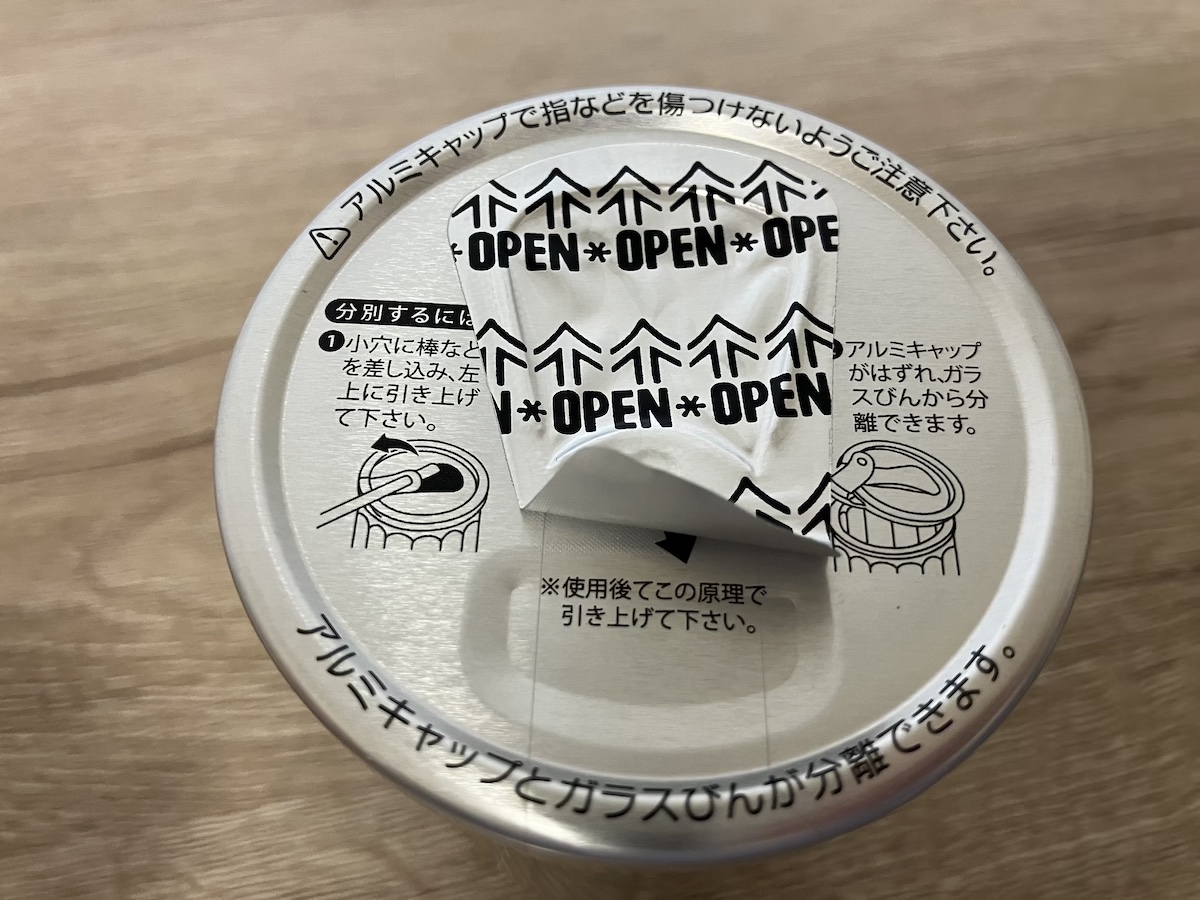 ⚠アルミキャップで指などを傷つけないようご注意下さい。
*OPEN*OPEN*OPE
N*OPEN*OPEN
分別するには
❶小穴に棒など
を差し込み、左
上に引き上げ
て下さい。
アルミキャップ
がはずれ、ガラ
スびんから分
離できます。
※使用後てこの原理で
引き上げて下さい。
アルミキャップとガラスびんが分離できます。